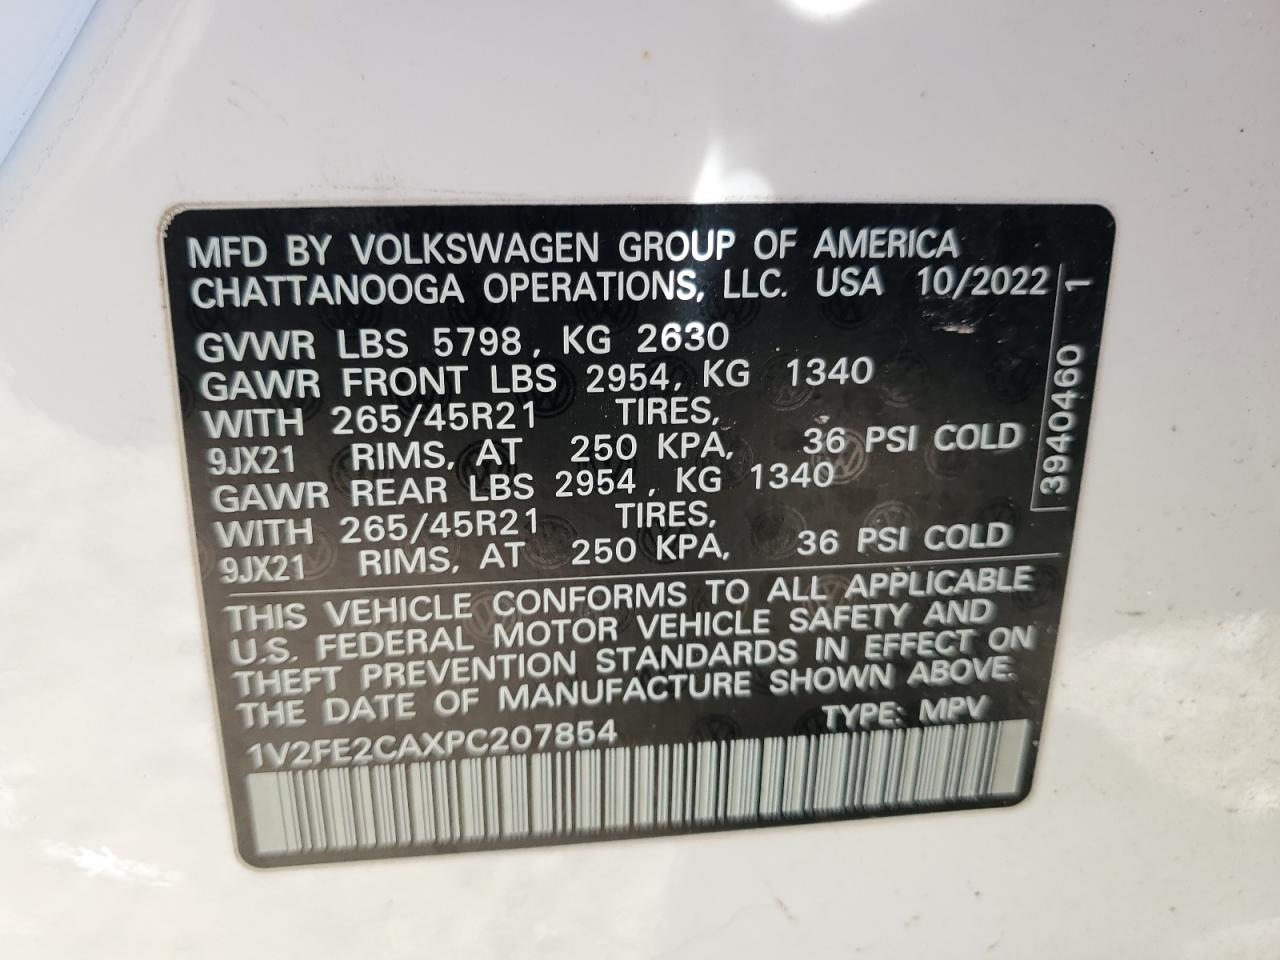 MFD BY VOLKSWAGEN GROUP OF AMERICA
CHATTANOOGA OPERATIONS, LLC. USA 10/2022
GVWR LBS 5798, KG 2630
GAWR FRONT LBS 2954, KG 1340
WITH 265/45R21 TIRES,
9JX21 RIMS, AT 250 KPA, 36 PSI COLD
GAWR REAR LBS 2954, KG 1340
WITH 265/45R21 TIRES,
9JX21 RIMS, AT 250 KPA, 36 PSI COLD
THIS VEHICLE CONFORMS TO ALL APPLICABLE
U.S. FEDERAL MOTOR VEHICLE SAFETY AND
THEFT PREVENTION STANDARDS IN EFFECT ON
THE DATE OF MANUFACTURE SHOWN ABOVE.
1V2FE2CAXPC207854 TYPE: MPV
3940460 1